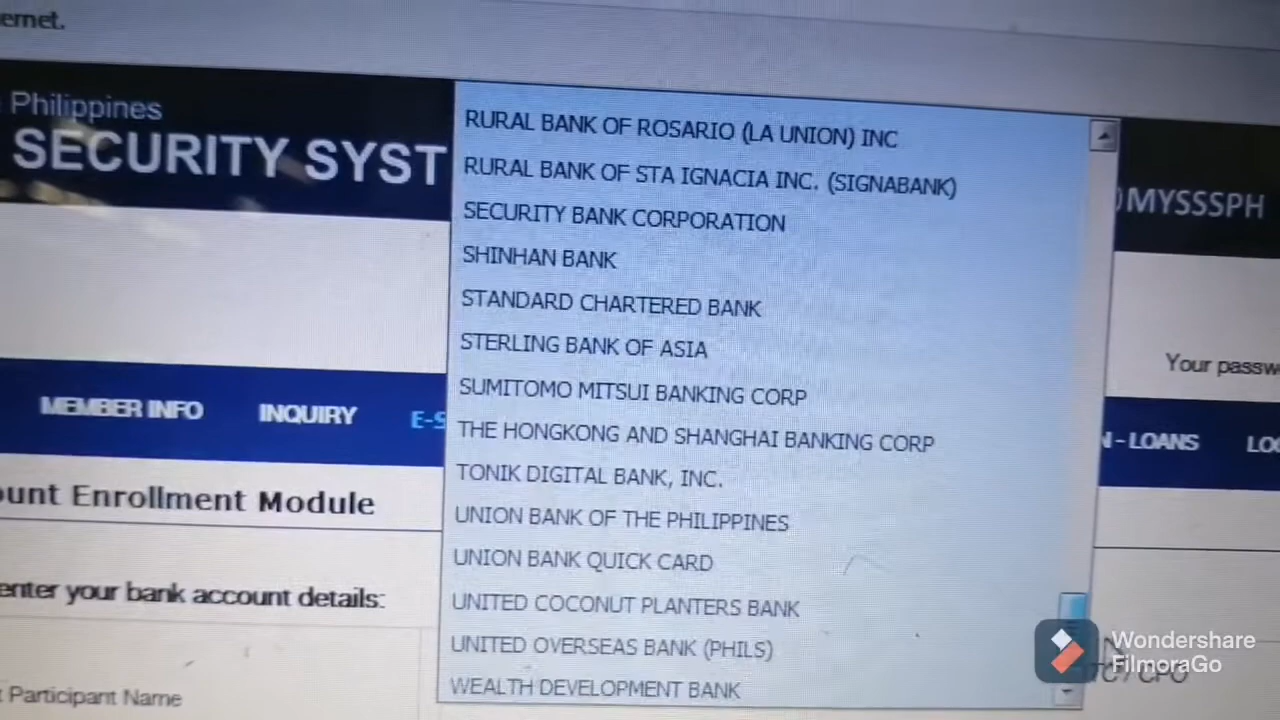 ernet.
Philippines
SECURITY SYST
MYSSSPH
Your passw
MEMBER INFO
INQUIRY
E-S
N - LOANS
LO
ount Enrollment Module
enter your bank account details:
Participant Name
RURAL BANK OF ROSARIO (LA UNION) INC
RURAL BANK OF STA IGNACIA INC. (SIGNABANK)
SECURITY BANK CORPORATION
SHINHAN BANK
STANDARD CHARTERED BANK
STERLING BANK OF ASIA
SUMITOMO MITSUI BANKING CORP
THE HONGKONG AND SHANGHAI BANKING CORP
TONIK DIGITAL BANK, INC.
UNION BANK OF THE PHILIPPINES
UNION BANK QUICK CARD
UNITED COCONUT PLANTERS BANK
UNITED OVERSEAS BANK (PHILS)
WEALTH DEVELOPMENT BANK
Wondershare
FilmoraGo